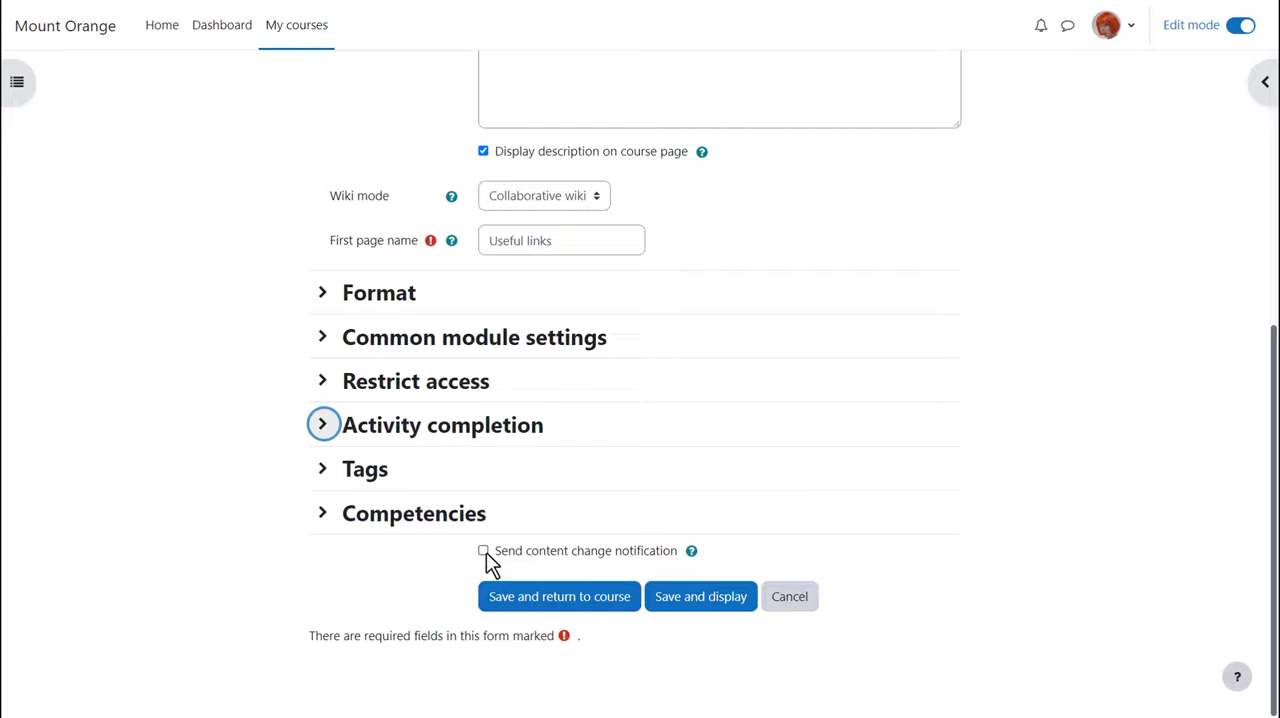 Mount Orange Home Dashboard My courses Edit mode
Display description on course page
Wiki mode Collaborative wiki
First page name Useful links
Format
Common module settings
Restrict access
Activity completion
Tags
Competencies
Send content change notification
Save and return to course Save and display Cancel
There are required fields in this form marked .